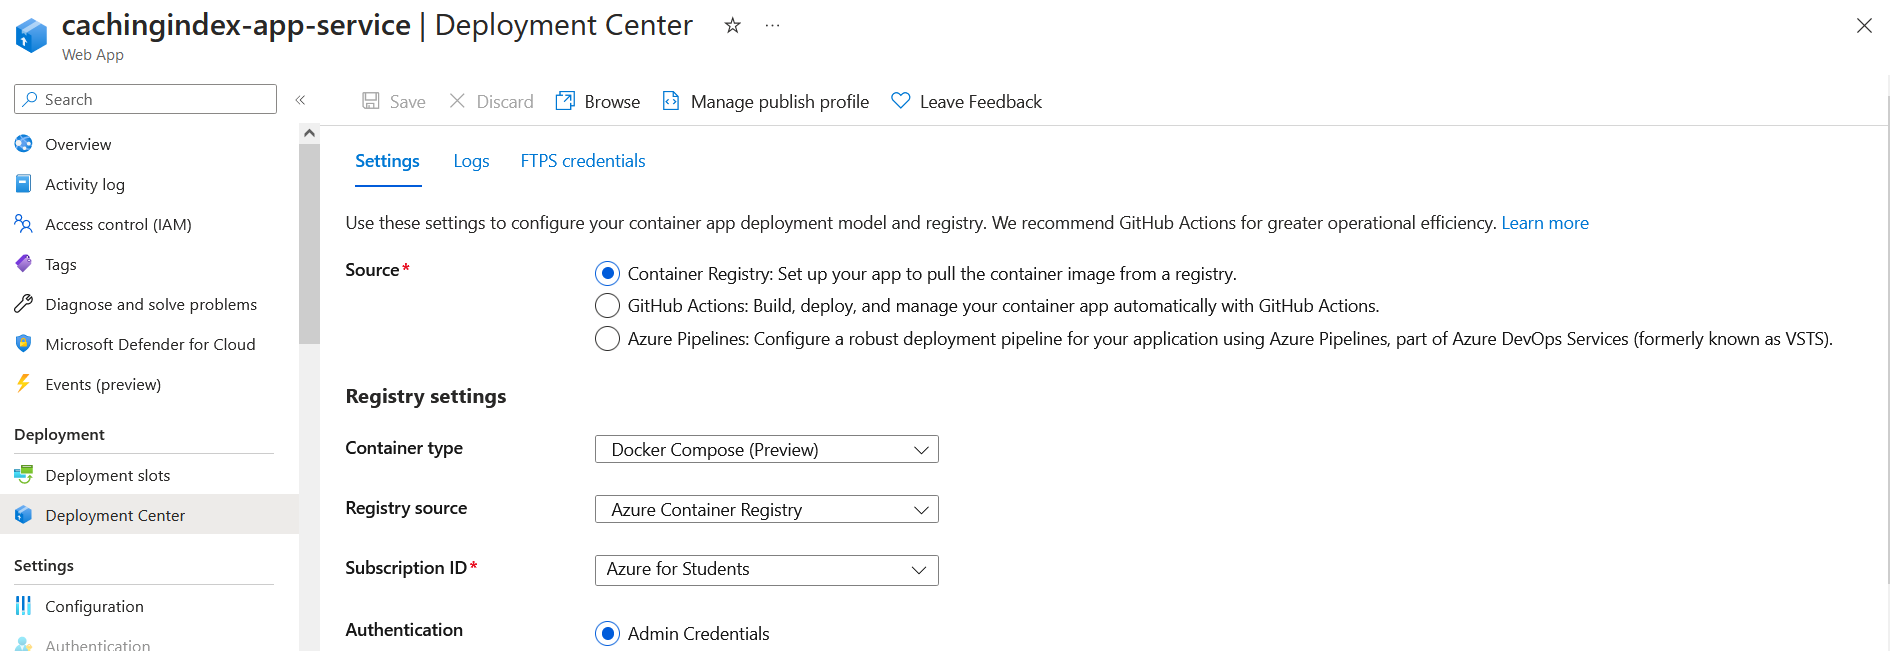 cachingindex-app-service | Deployment Center
Web App
Search
Overview
Activity log
Access control (IAM)
Tags
Diagnose and solve problems
Microsoft Defender for Cloud
Events (preview)
Deployment
Deployment slots
Deployment Center
Settings
Configuration
Authentication
Save Discard Browse Manage publish profile Leave Feedback
Settings Logs FTPS credentials
Use these settings to configure your container app deployment model and registry. We recommend GitHub Actions for greater operational efficiency. Learn more
Source*
Container Registry: Set up your app to pull the container image from a registry.
GitHub Actions: Build, deploy, and manage your container app automatically with GitHub Actions.
Azure Pipelines: Configure a robust deployment pipeline for your application using Azure Pipelines, part of Azure DevOps Services (formerly known as VSTS).
Registry settings
Container type Docker Compose (Preview)
Registry source Azure Container Registry
Subscription ID* Azure for Students
Authentication Admin Credentials